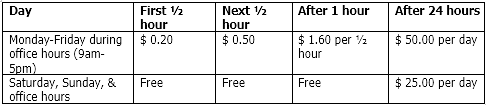 Day First ½ hour Next ½ hour After 1 hour After 24 hours
Monday-Friday during office hours (9am-5pm) $ 0.20 $ 0.50 $ 1.60 per ½ hour $ 50.00 per day
Saturday, Sunday, & office hours Free Free Free $ 25.00 per day